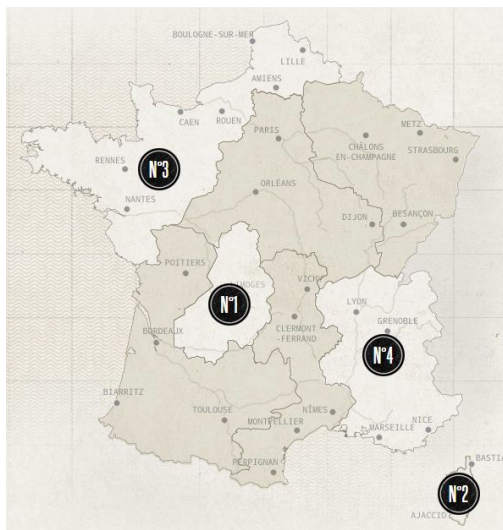 BOULOGNE-SUR-MER
LILLE
AMIENS
CAEN
ROUEN
METZ
PARIS
CHÂLONS
EN-CHAMPAGNE
STRASBOURG
RENNES
N°3
ORLÉANS
NANTES
DIJON
BESANÇON
POITIERS
VICHY
N°1
LYON
GRENOBLE
CLERMONT
-FERRAND
BORDEAUX
N°4
BIARRITZ
TOULOUSE
NÎMES
MONTPELLIER
MARSEILLE
NICE
PERPIGNAN
BASTIA
N°2
AJACCIO